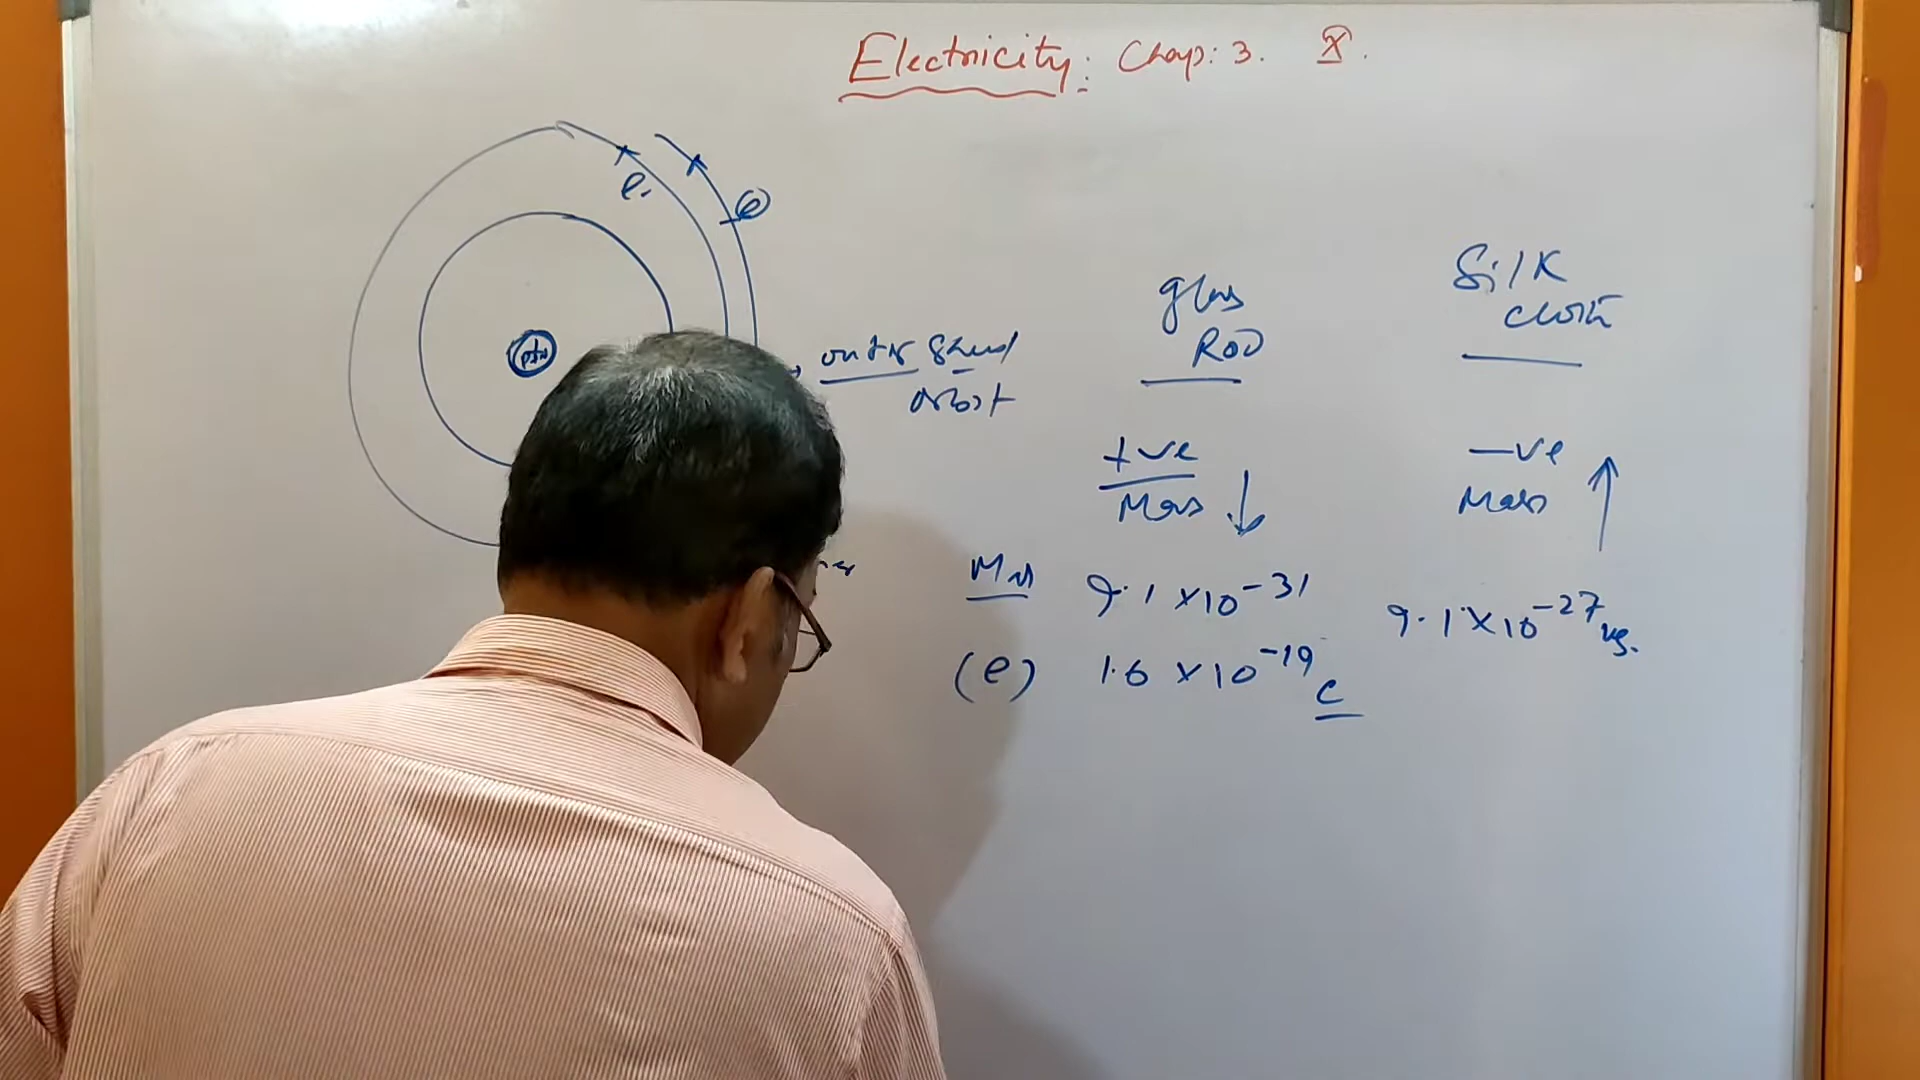 Electricity: Chap: 3. X.
e.
e
p+n
outer shell
orbit
glass
ROD
Silk
cloth
+ve
Mass ↓
-ve
Mass ↑
Mass 9.1 × 10^-31
9.1 × 10^-27 kg.
(e) 1.6 × 10^-19 C